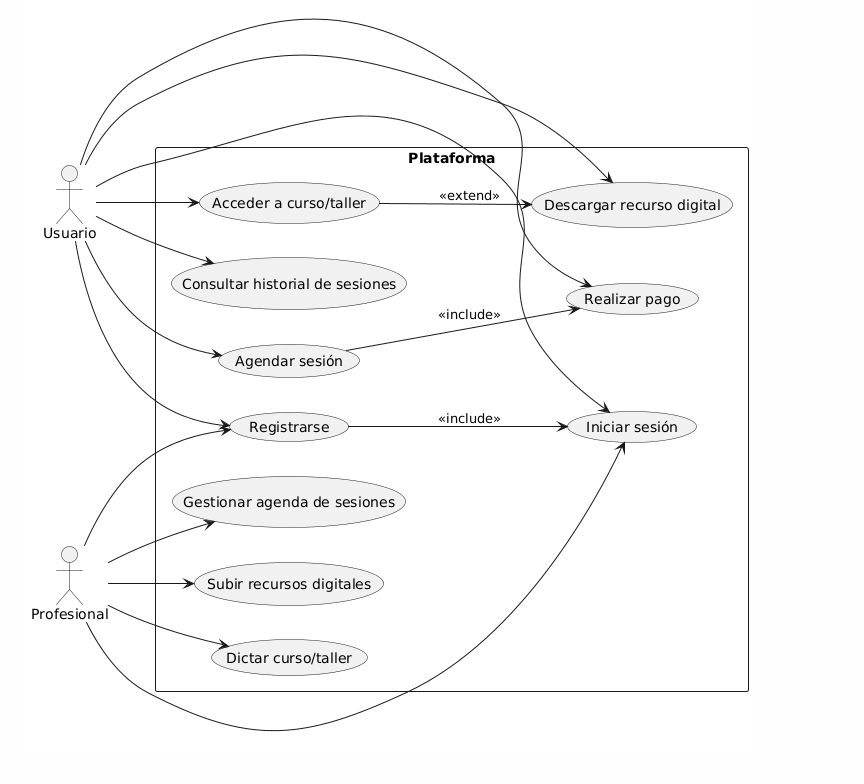 Plataforma
Usuario
Acceder a curso/taller
«extend»
Descargar recurso digital
Consultar historial de sesiones
Realizar pago
«include»
Agendar sesión
Registrarse
«include»
Iniciar sesión
Gestionar agenda de sesiones
Profesional
Subir recursos digitales
Dictar curso/taller